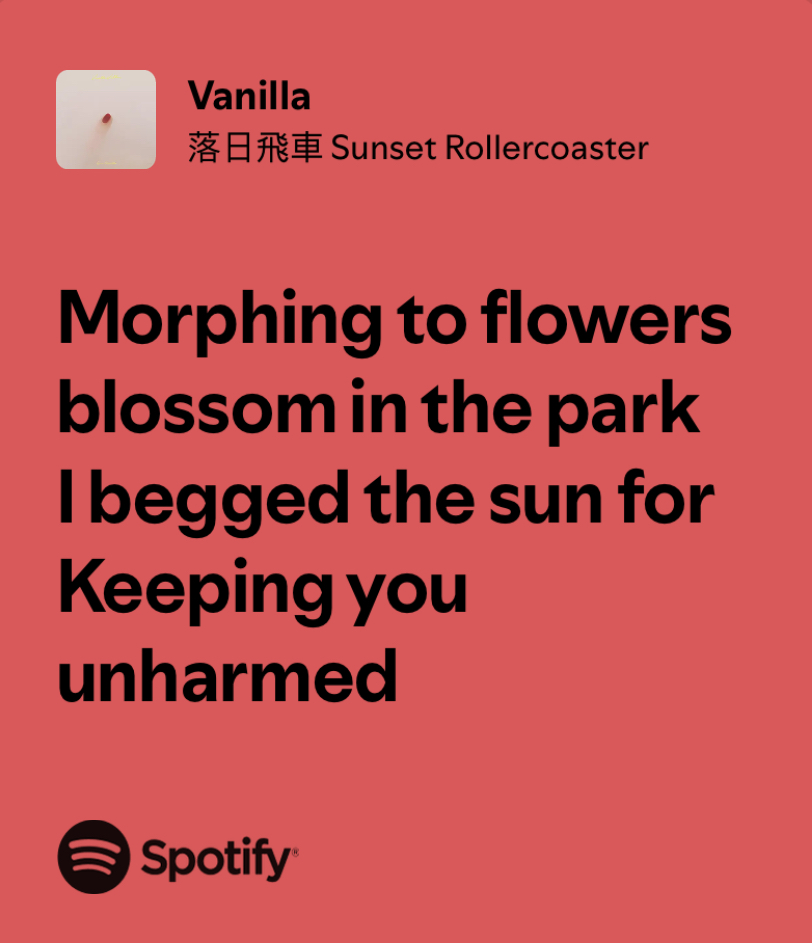 Vanilla
落日飛車 Sunset Rollercoaster
Morphing to flowers
blossom in the park
I begged the sun for
Keeping you
unharmed
Spotify®